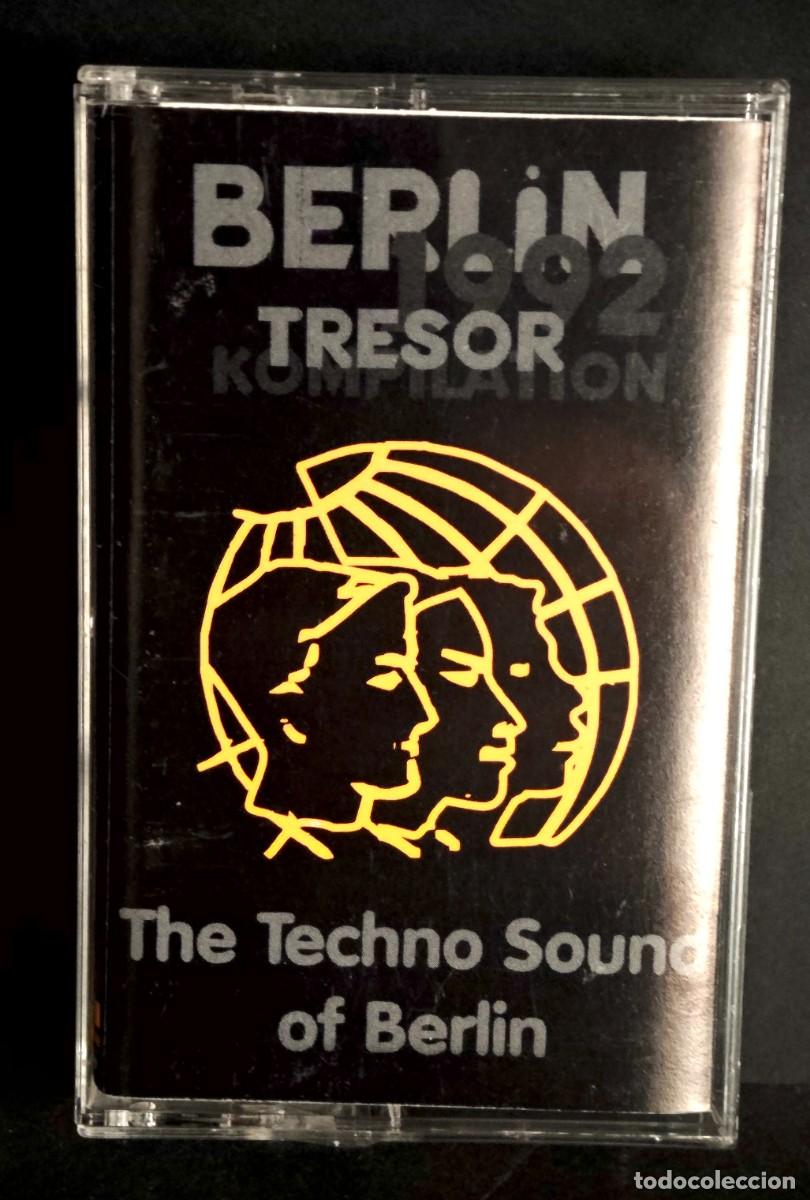 BERLiN
1992
TRESOR
KOMPILATION
The Techno Sound
of Berlin
todocoleccion